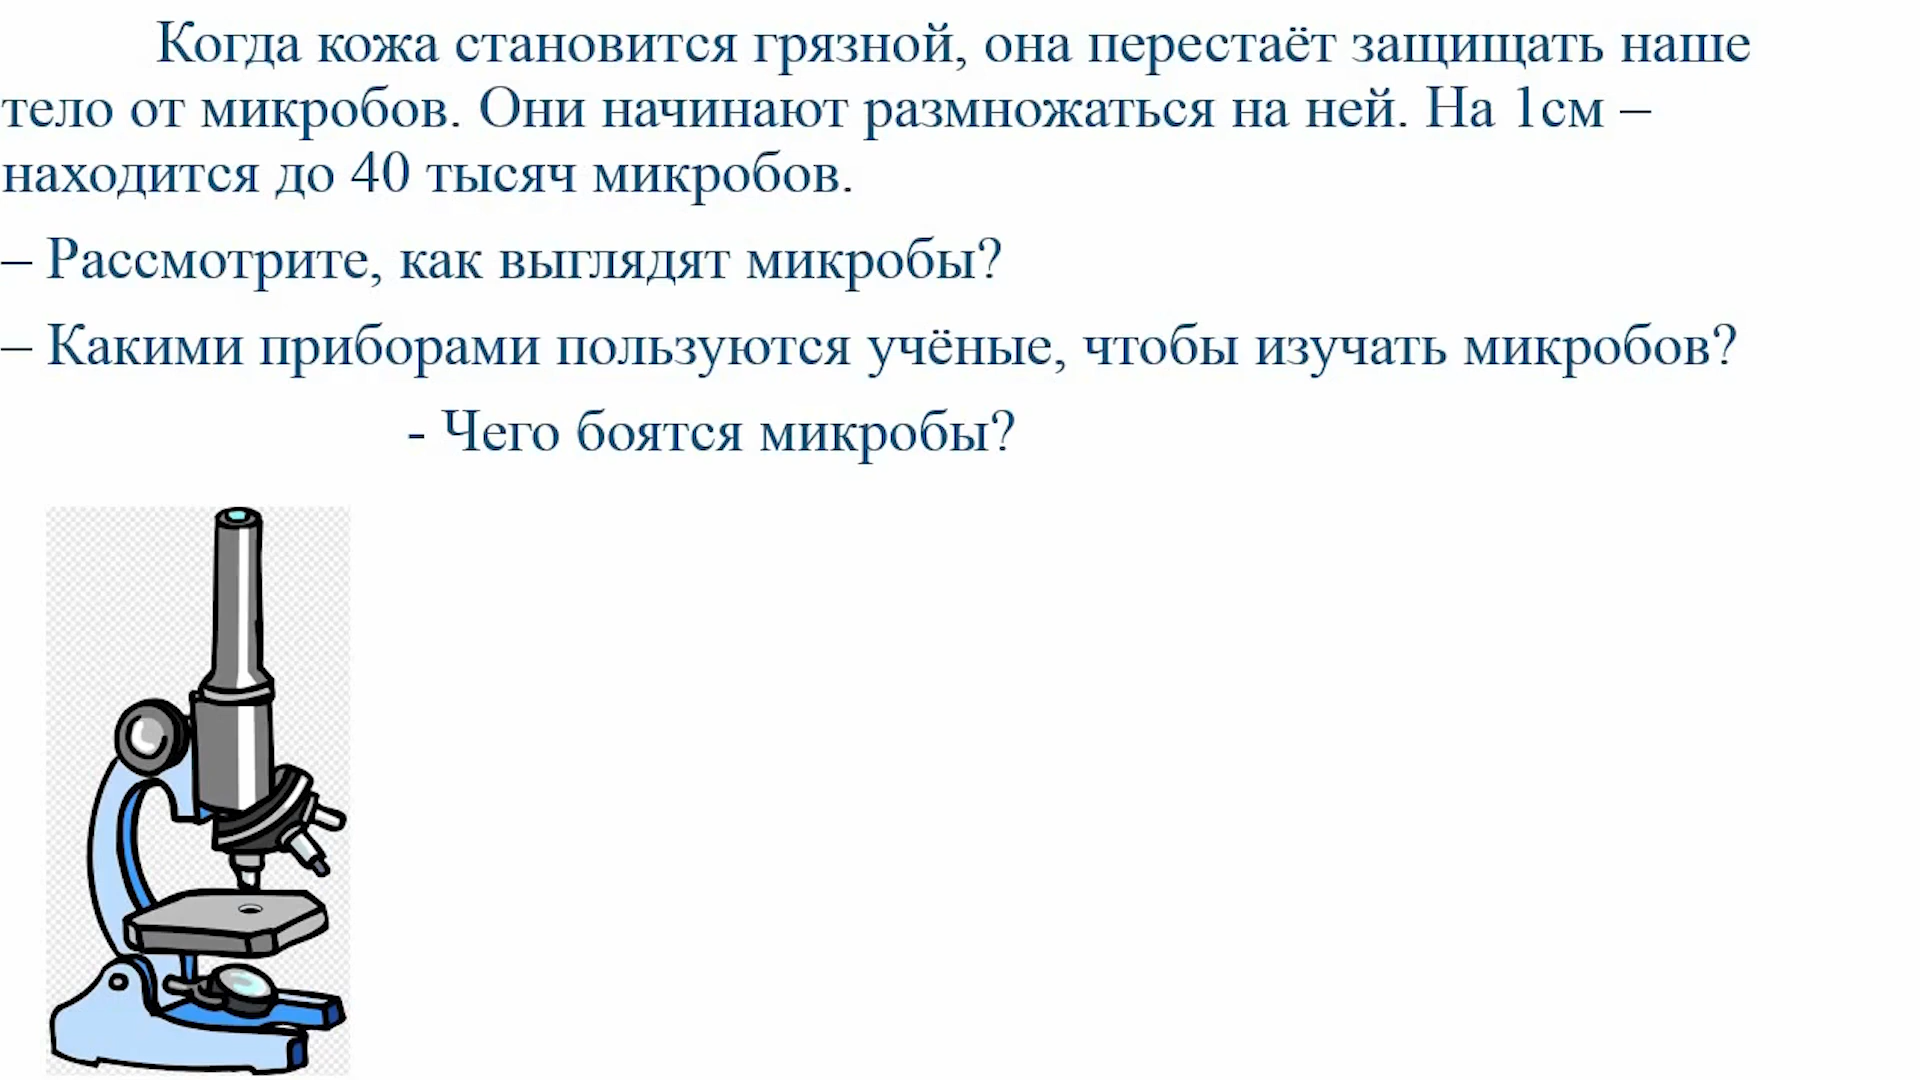 Когда кожа становится грязной, она перестаёт защищать наше
тело от микробов. Они начинают размножаться на ней. На 1см –
находится до 40 тысяч микробов.
– Рассмотрите, как выглядят микробы?
– Какими приборами пользуются учёные, чтобы изучать микробов?
- Чего боятся микробы?